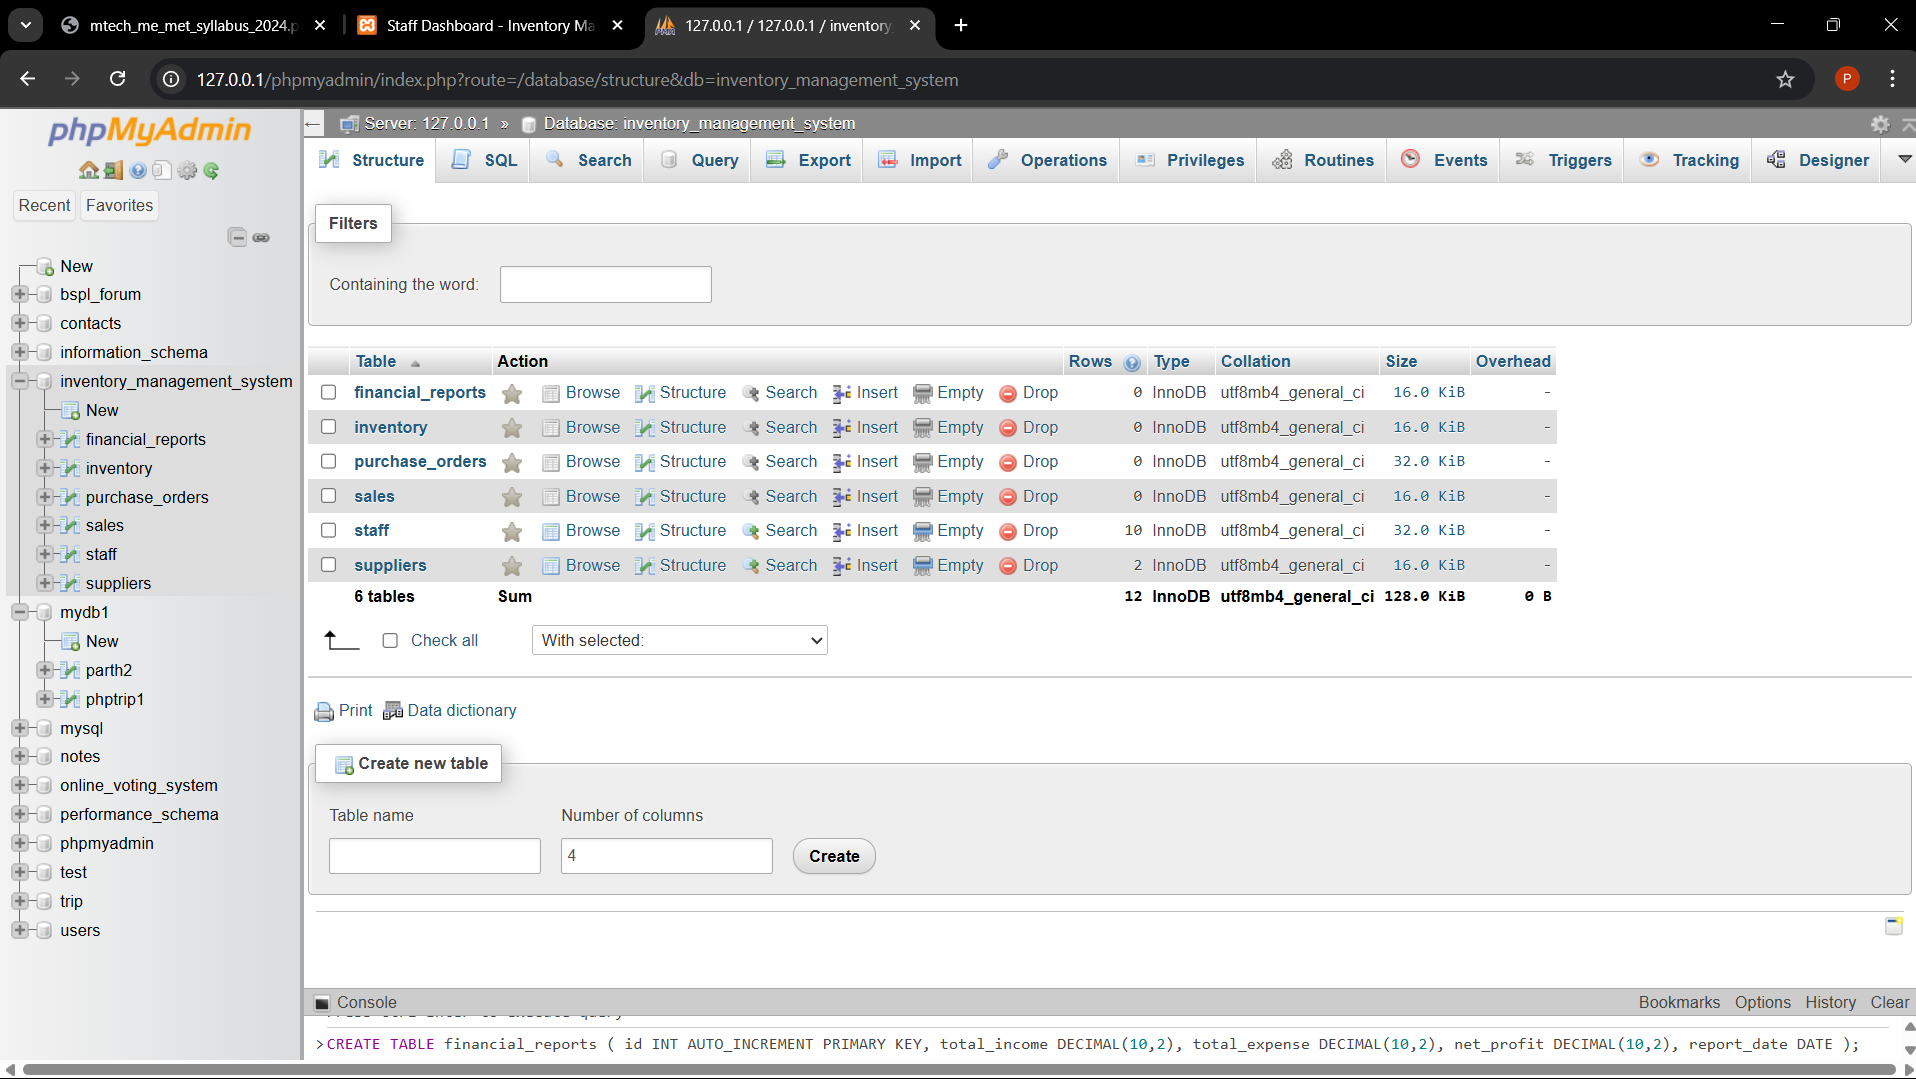 mtech_me_met_syllabus_2024.p
Staff Dashboard - Inventory Ma
127.0.0.1 / 127.0.0.1 / inventory
127.0.0.1/phpmyadmin/index.php?route=/database/structure&db=inventory_management_system
P
phpMyAdmin
Recent Favorites
New
bspl_forum
contacts
information_schema
inventory_management_system
New
financial_reports
inventory
purchase_orders
sales
staff
suppliers
mydb1
New
parth2
phptrip1
mysql
notes
online_voting_system
performance_schema
phpmyadmin
test
trip
users
Server: 127.0.0.1 » Database: inventory_management_system
Structure SQL Search Query Export Import Operations Privileges Routines Events Triggers Tracking Designer
Filters
Containing the word:
Table Action Rows Type Collation Size Overhead
financial_reports Browse Structure Search Insert Empty Drop 0 InnoDB utf8mb4_general_ci 16.0 KiB -
inventory Browse Structure Search Insert Empty Drop 0 InnoDB utf8mb4_general_ci 16.0 KiB -
purchase_orders Browse Structure Search Insert Empty Drop 0 InnoDB utf8mb4_general_ci 32.0 KiB -
sales Browse Structure Search Insert Empty Drop 0 InnoDB utf8mb4_general_ci 16.0 KiB -
staff Browse Structure Search Insert Empty Drop 10 InnoDB utf8mb4_general_ci 32.0 KiB -
suppliers Browse Structure Search Insert Empty Drop 2 InnoDB utf8mb4_general_ci 16.0 KiB -
6 tables Sum 12 InnoDB utf8mb4_general_ci 128.0 KiB 0 B
Check all With selected:
Print Data dictionary
Create new table
Table name Number of columns
4 Create
Console Bookmarks Options History Clear
>CREATE TABLE financial_reports ( id INT AUTO_INCREMENT PRIMARY KEY, total_income DECIMAL(10,2), total_expense DECIMAL(10,2), net_profit DECIMAL(10,2), report_date DATE );